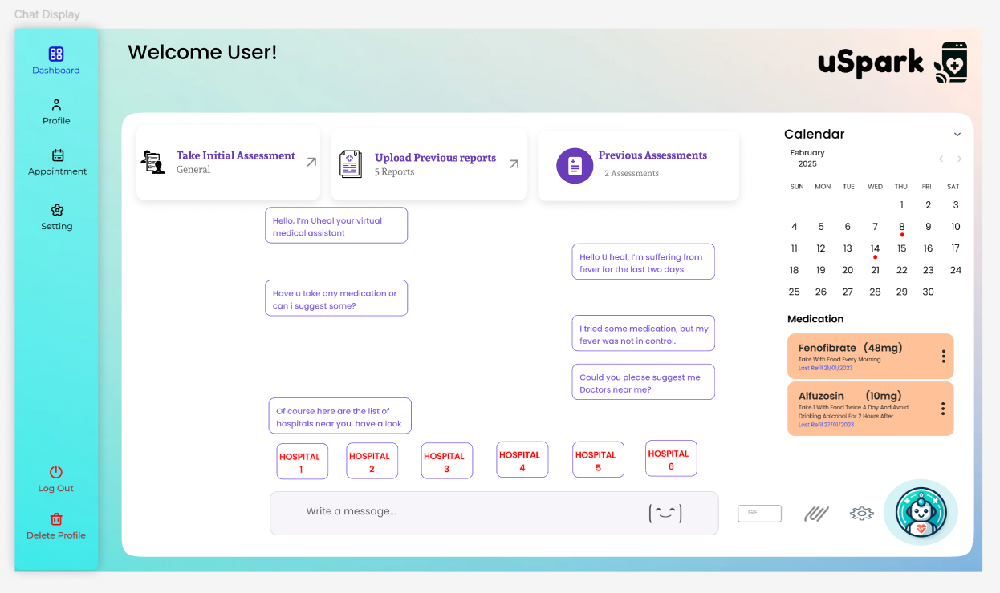 Chat Display
Dashboard
Profile
Appointment
Setting
Log Out
Delete Profile
Welcome User!
uSpark
Take Initial Assessment
General
Upload Previous reports
5 Reports
Previous Assessments
2 Assessments
Hello, I'm Uheal your virtual
medical assistant
Hello U heal, I'm suffering from
fever for the last two days
Have u take any medication or
can i suggest some?
I tried some medication, but my
fever was not in control.
Could you please suggest me
Doctors near me?
Of course here are the list of
hospitals near you, have a look
HOSPITAL
1
HOSPITAL
2
HOSPITAL
3
HOSPITAL
4
HOSPITAL
5
HOSPITAL
6
Write a message...
GIF
Calendar
February
2025
SUN MON TUE WED THU FRI SAT
1 2 3
4 5 6 7 8 9 10
11 12 13 14 15 16 17
18 19 20 21 22 23 24
25 26 27 28 29 30
Medication
Fenofibrate (48mg)
Take With Food Every Morning
Last Refil 21/01/2023
Alfuzosin (10mg)
Take 1 With Food Twice A Day And Avoid
Drinking Aalcohol For 2 Hours After
Last Refil 27/01/2023